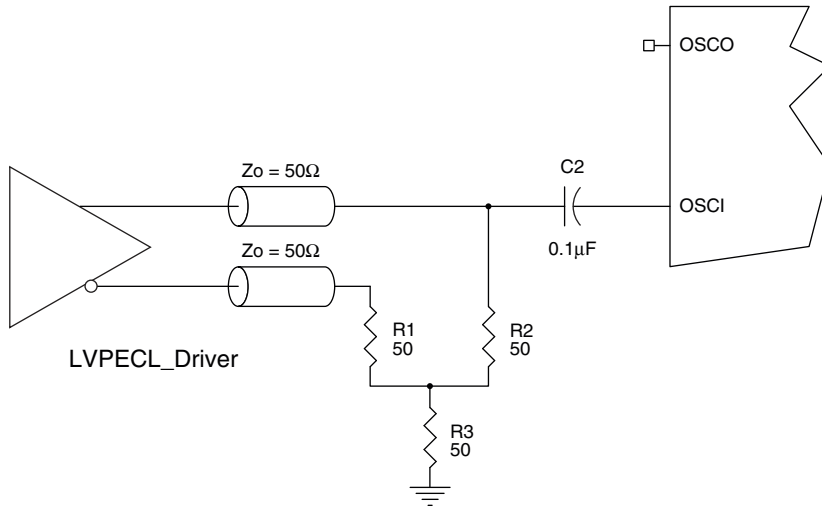 OSCO
Zo = 50Ω
C2
OSCI
0.1μF
Zo = 50Ω
R1
50
R2
50
LVPECL_Driver
R3
50